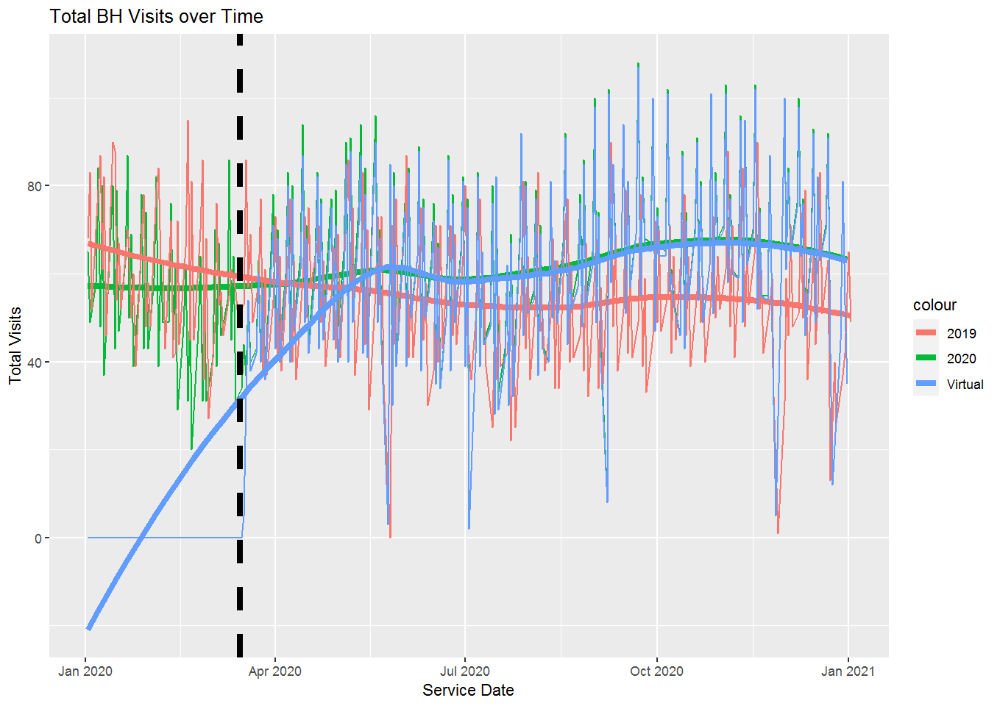 Total BH Visits over Time
Total Visits
80
40
0
Jan 2020
Apr 2020
Jul 2020
Oct 2020
Jan 2021
Service Date
colour
2019
2020
Virtual